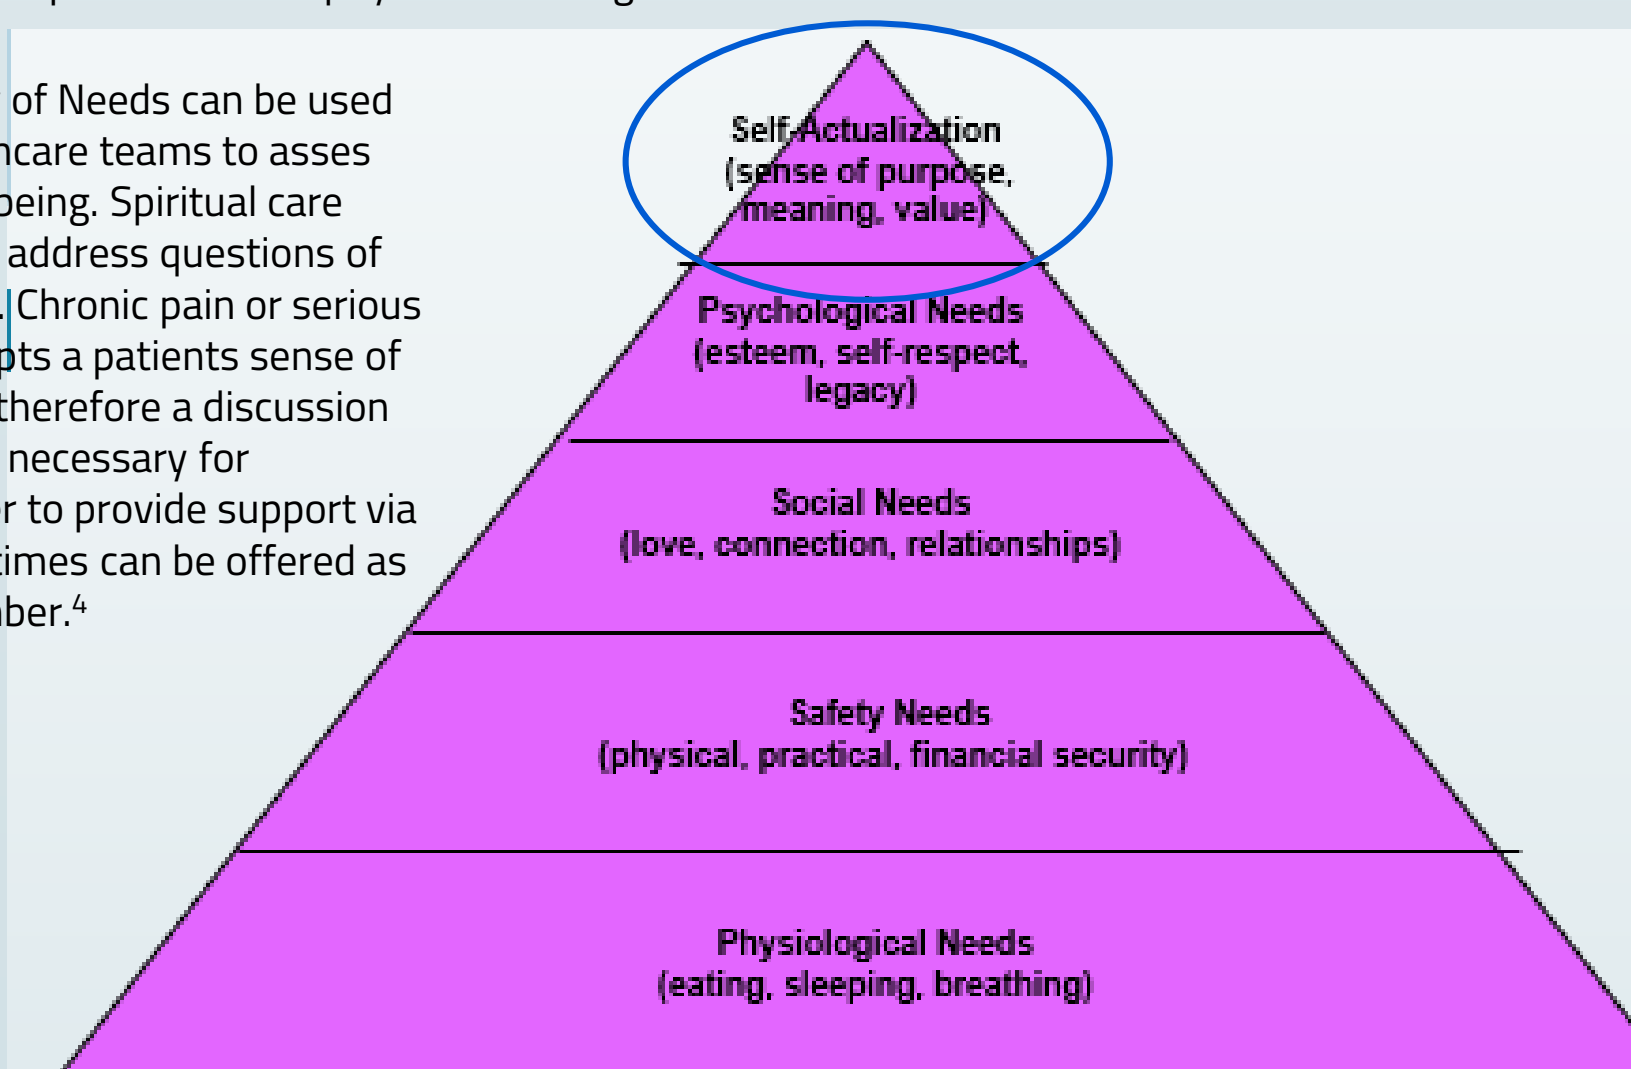 of Needs can be used
care teams to asses
being. Spiritual care
address questions of
. Chronic pain or serious
pts a patients sense of
therefore a discussion
necessary for
r to provide support via
times can be offered as
ber.⁴
Self-Actualization
(sense of purpose,
meaning, value)
Psychological Needs
(esteem, self-respect,
legacy)
Social Needs
(love, connection, relationships)
Safety Needs
(physical, practical, financial security)
Physiological Needs
(eating, sleeping, breathing)